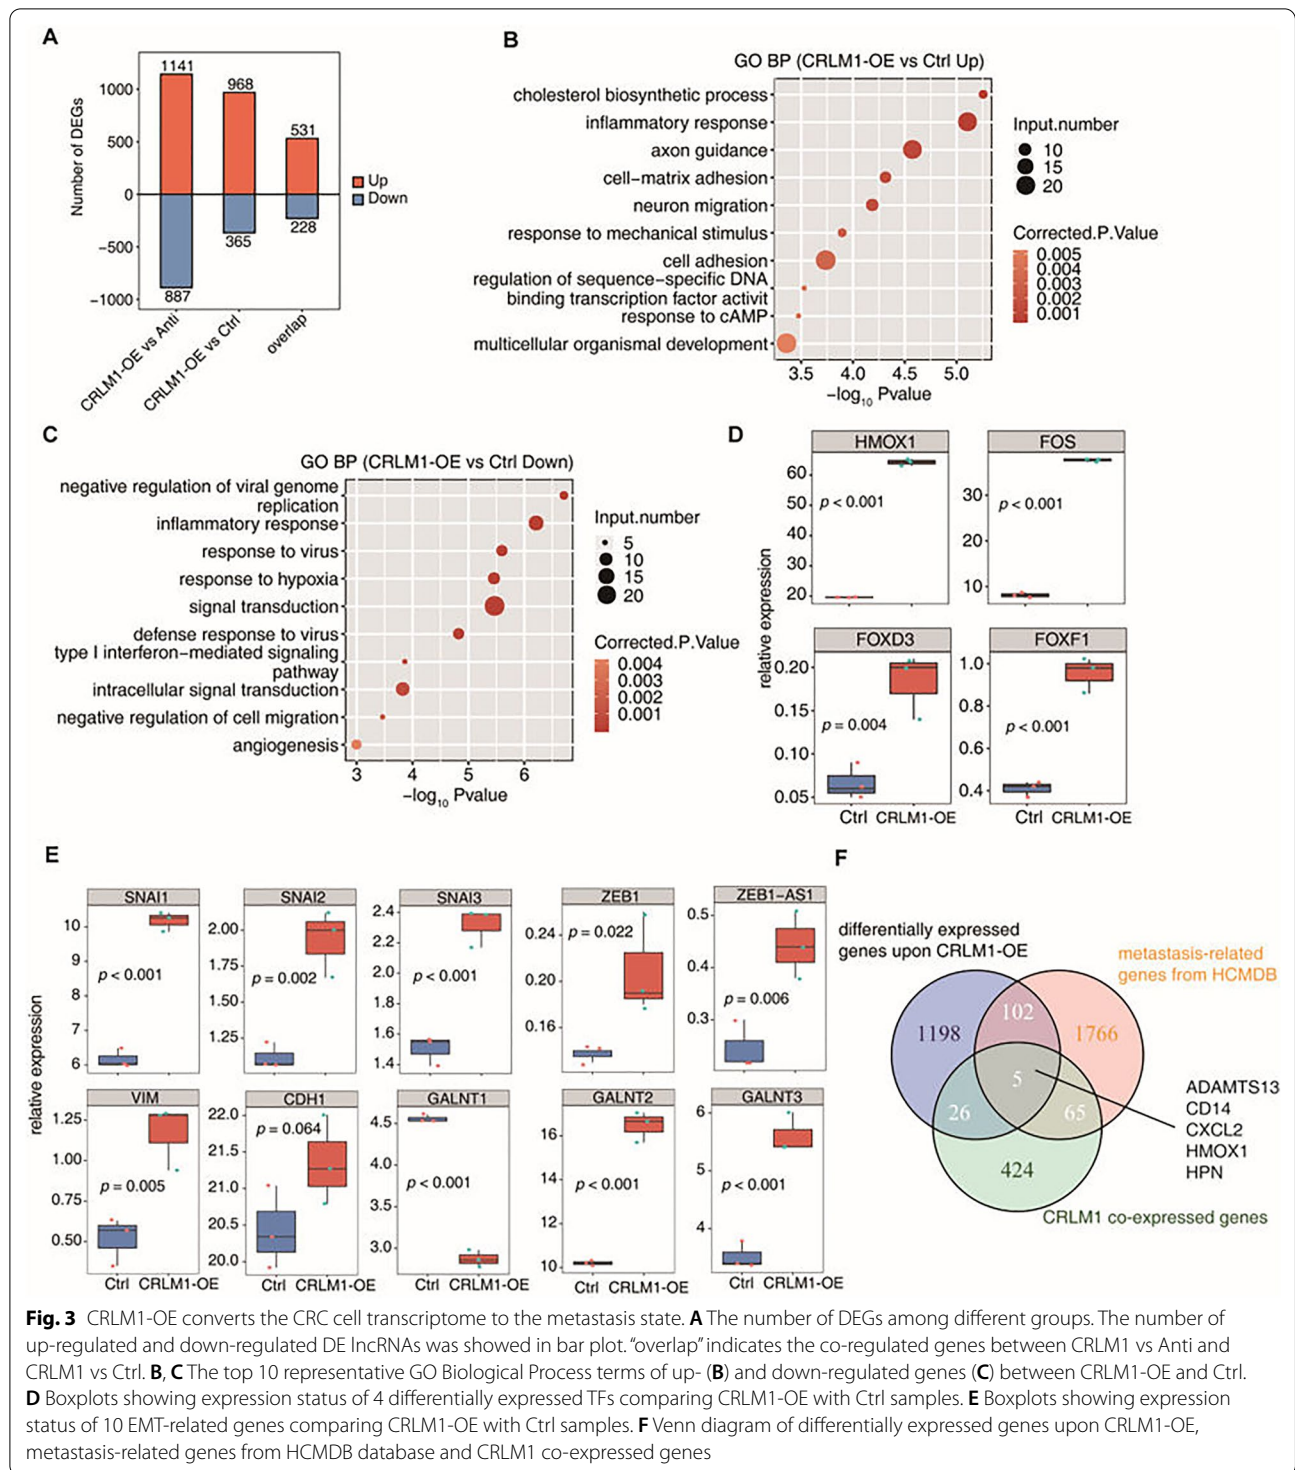 A
1141
968
531
1000
500
0
−500
−1000
Number of DEGs
887
365
228
Up
Down
CRLM1-OE vs Anti
CRLM1-OE vs Ctrl
overlap
B
GO BP (CRLM1-OE vs Ctrl Up)
cholesterol biosynthetic process
inflammatory response
axon guidance
cell−matrix adhesion
neuron migration
response to mechanical stimulus
cell adhesion
regulation of sequence−specific DNA
binding transcription factor activit
response to cAMP
multicellular organismal development
3.5 4.0 4.5 5.0
−log10 Pvalue
Input.number
10
15
20
Corrected.P.Value
0.005
0.004
0.003
0.002
0.001
C
GO BP (CRLM1-OE vs Ctrl Down)
negative regulation of viral genome
replication
inflammatory response
response to virus
response to hypoxia
signal transduction
defense response to virus
type I interferon−mediated signaling
pathway
intracellular signal transduction
negative regulation of cell migration
angiogenesis
3 4 5 6
−log10 Pvalue
Input.number
5
10
15
20
Corrected.P.Value
0.004
0.003
0.002
0.001
D
relative expression
HMOX1
60
50
40
30
20
p < 0.001
FOS
30
20
10
p < 0.001
FOXD3
0.20
0.15
0.10
0.05
p = 0.004
Ctrl CRLM1-OE
FOXF1
1.0
0.8
0.6
0.4
p < 0.001
Ctrl CRLM1-OE
E
relative expression
SNAI1
10
9
8
7
6
p < 0.001
SNAI2
2.00
1.75
1.50
1.25
p = 0.002
SNAI3
2.4
2.2
2.0
1.8
1.6
1.4
p < 0.001
ZEB1
0.24
0.20
0.16
p = 0.022
ZEB1−AS1
0.5
0.4
0.3
p = 0.006
VIM
1.25
1.00
0.75
0.50
p = 0.005
Ctrl CRLM1-OE
CDH1
22.0
21.5
21.0
20.5
20.0
p = 0.064
Ctrl CRLM1-OE
GALNT1
4.5
4.0
3.5
3.0
p < 0.001
Ctrl CRLM1-OE
GALNT2
16
14
12
10
p < 0.001
Ctrl CRLM1-OE
GALNT3
6
5
4
p < 0.001
Ctrl CRLM1-OE
F
differentially expressed
genes upon CRLM1-OE
metastasis-related
genes from HCMDB
1198
102
1766
5
26
65
424
ADAMTS13
CD14
CXCL2
HMOX1
HPN
CRLM1 co-expressed genes
Fig. 3 CRLM1-OE converts the CRC cell transcriptome to the metastasis state. A The number of DEGs among different groups. The number of
up-regulated and down-regulated DE lncRNAs was showed in bar plot. “overlap” indicates the co-regulated genes between CRLM1 vs Anti and
CRLM1 vs Ctrl. B, C The top 10 representative GO Biological Process terms of up- (B) and down-regulated genes (C) between CRLM1-OE and Ctrl.
D Boxplots showing expression status of 4 differentially expressed TFs comparing CRLM1-OE with Ctrl samples. E Boxplots showing expression
status of 10 EMT-related genes comparing CRLM1-OE with Ctrl samples. F Venn diagram of differentially expressed genes upon CRLM1-OE,
metastasis-related genes from HCMDB database and CRLM1 co-expressed genes